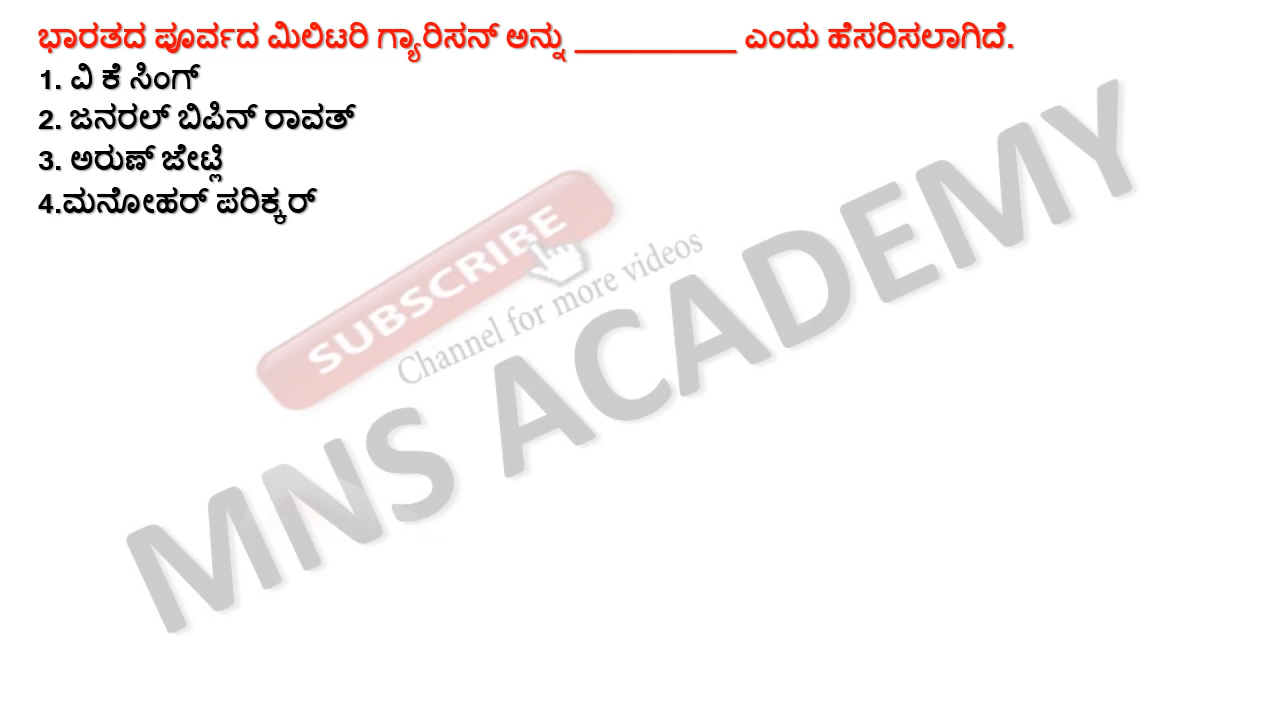 ಭಾರತದ ಪೂರ್ವದ ಮಿಲಿಟರಿ ಗ್ಯಾರಿಸನ್ ಅನ್ನು __________ ಎಂದು ಹೆಸರಿಸಲಾಗಿದೆ.
1. ವಿ ಕೆ ಸಿಂಗ್
2. ಜನರಲ್ ಬಿಪಿನ್ ರಾವತ್
3. ಅರುಣ್ ಜೇಟ್ಲಿ
4.ಮನೋಹರ್ ಪರಿಕ್ಕರ್
SUBSCRIBE
Channel for more videos
MNS ACADEMY